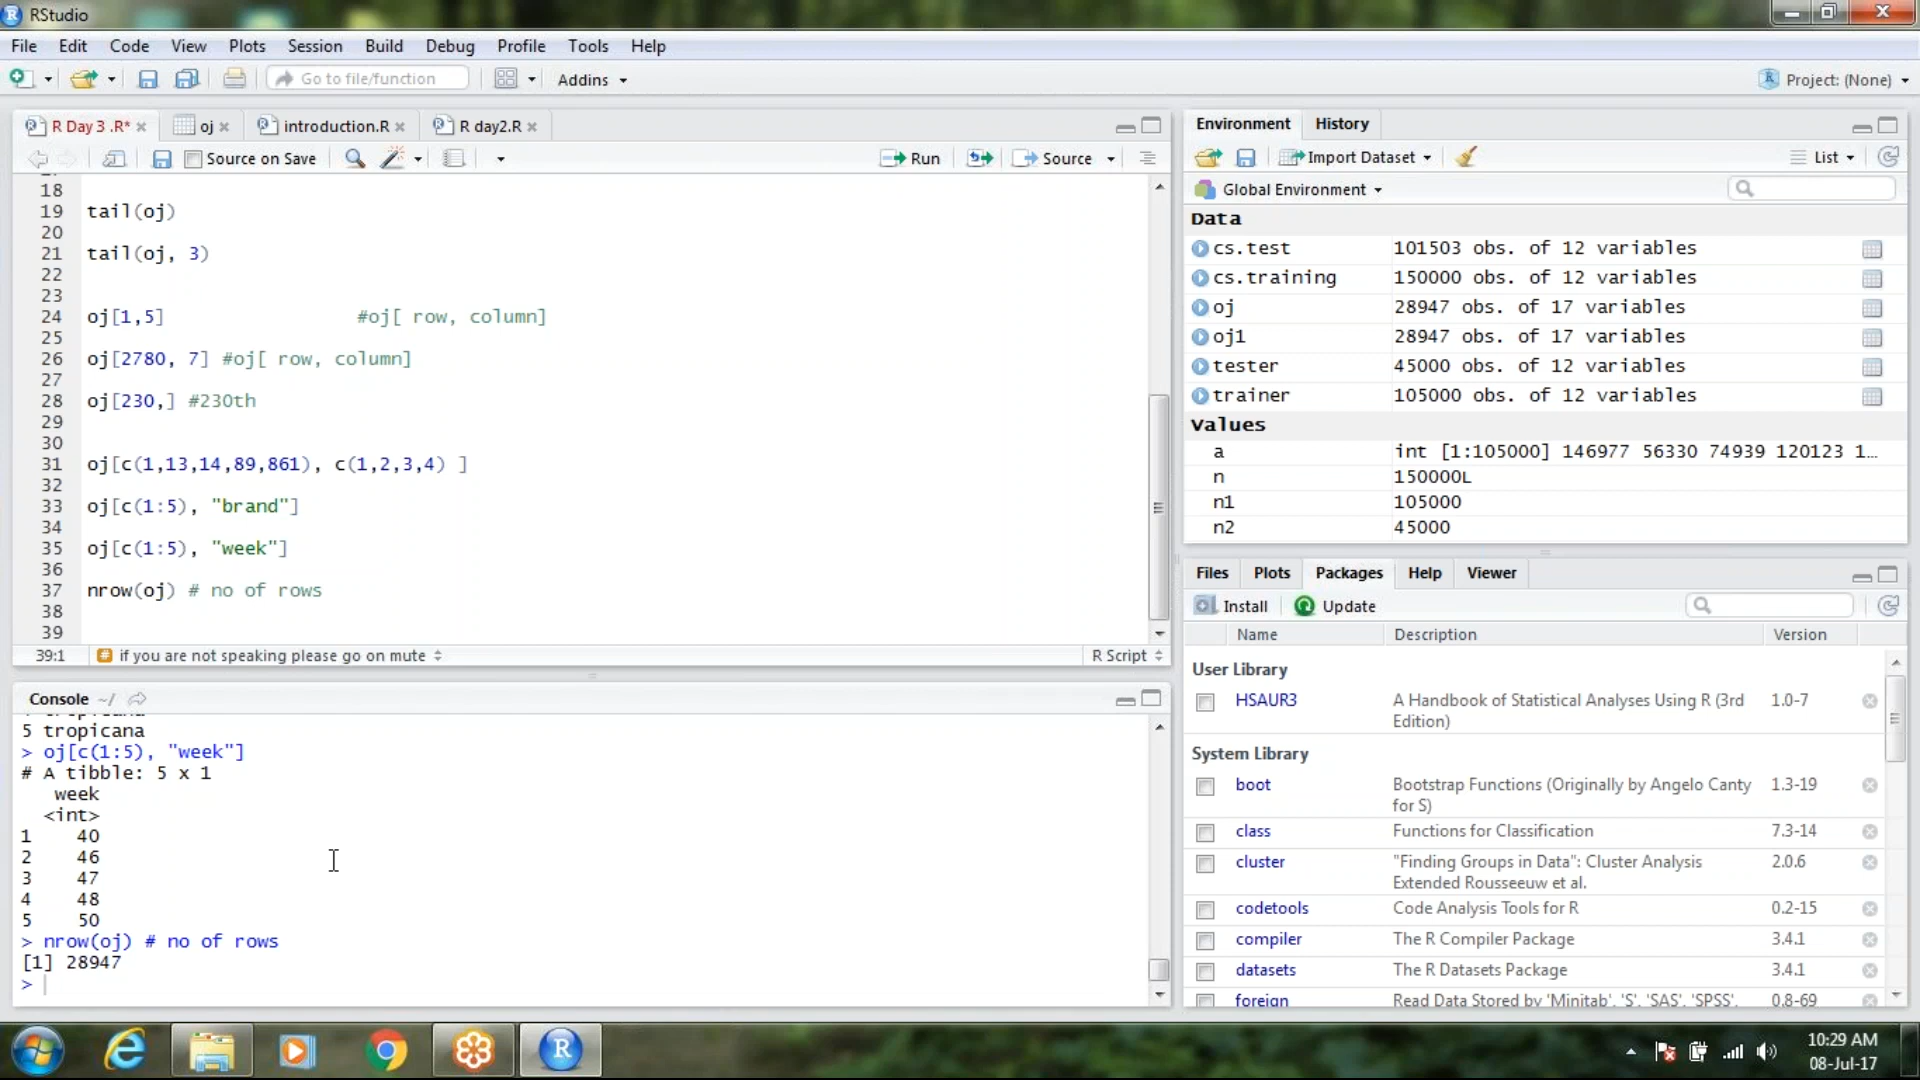 RStudio
File Edit Code View Plots Session Build Debug Profile Tools Help
Go to file/function Addins Project: (None)
R Day 3 .R* oj introduction.R R day2.R
Source on Save Run Source
18
19 tail(oj)
20
21 tail(oj, 3)
22
23
24 oj[1,5] #oj[ row, column]
25
26 oj[2780, 7] #oj[ row, column]
27
28 oj[230,] #230th
29
30
31 oj[c(1,13,14,89,861), c(1,2,3,4) ]
32
33 oj[c(1:5), "brand"]
34
35 oj[c(1:5), "week"]
36
37 nrow(oj) # no of rows
38
39
39:1 # if you are not speaking please go on mute R Script
Console ~/
5 tropicana
> oj[c(1:5), "week"]
# A tibble: 5 x 1
week
<int>
1 40
2 46
3 47
4 48
5 50
> nrow(oj) # no of rows
[1] 28947
>
Environment History
Import Dataset List
Global Environment
Data
cs.test 101503 obs. of 12 variables
cs.training 150000 obs. of 12 variables
oj 28947 obs. of 17 variables
oj1 28947 obs. of 17 variables
tester 45000 obs. of 12 variables
trainer 105000 obs. of 12 variables
Values
a int [1:105000] 146977 56330 74939 120123 1…
n 150000L
n1 105000
n2 45000
Files Plots Packages Help Viewer
Install Update
Name Description Version
User Library
HSAUR3 A Handbook of Statistical Analyses Using R (3rd 1.0-7
Edition)
System Library
boot Bootstrap Functions (Originally by Angelo Canty 1.3-19
for S)
class Functions for Classification 7.3-14
cluster "Finding Groups in Data": Cluster Analysis 2.0.6
Extended Rousseeuw et al.
codetools Code Analysis Tools for R 0.2-15
compiler The R Compiler Package 3.4.1
datasets The R Datasets Package 3.4.1
foreign Read Data Stored by 'Minitab', 'S', 'SAS', 'SPSS', 0.8-69
10:29 AM
08-Jul-17